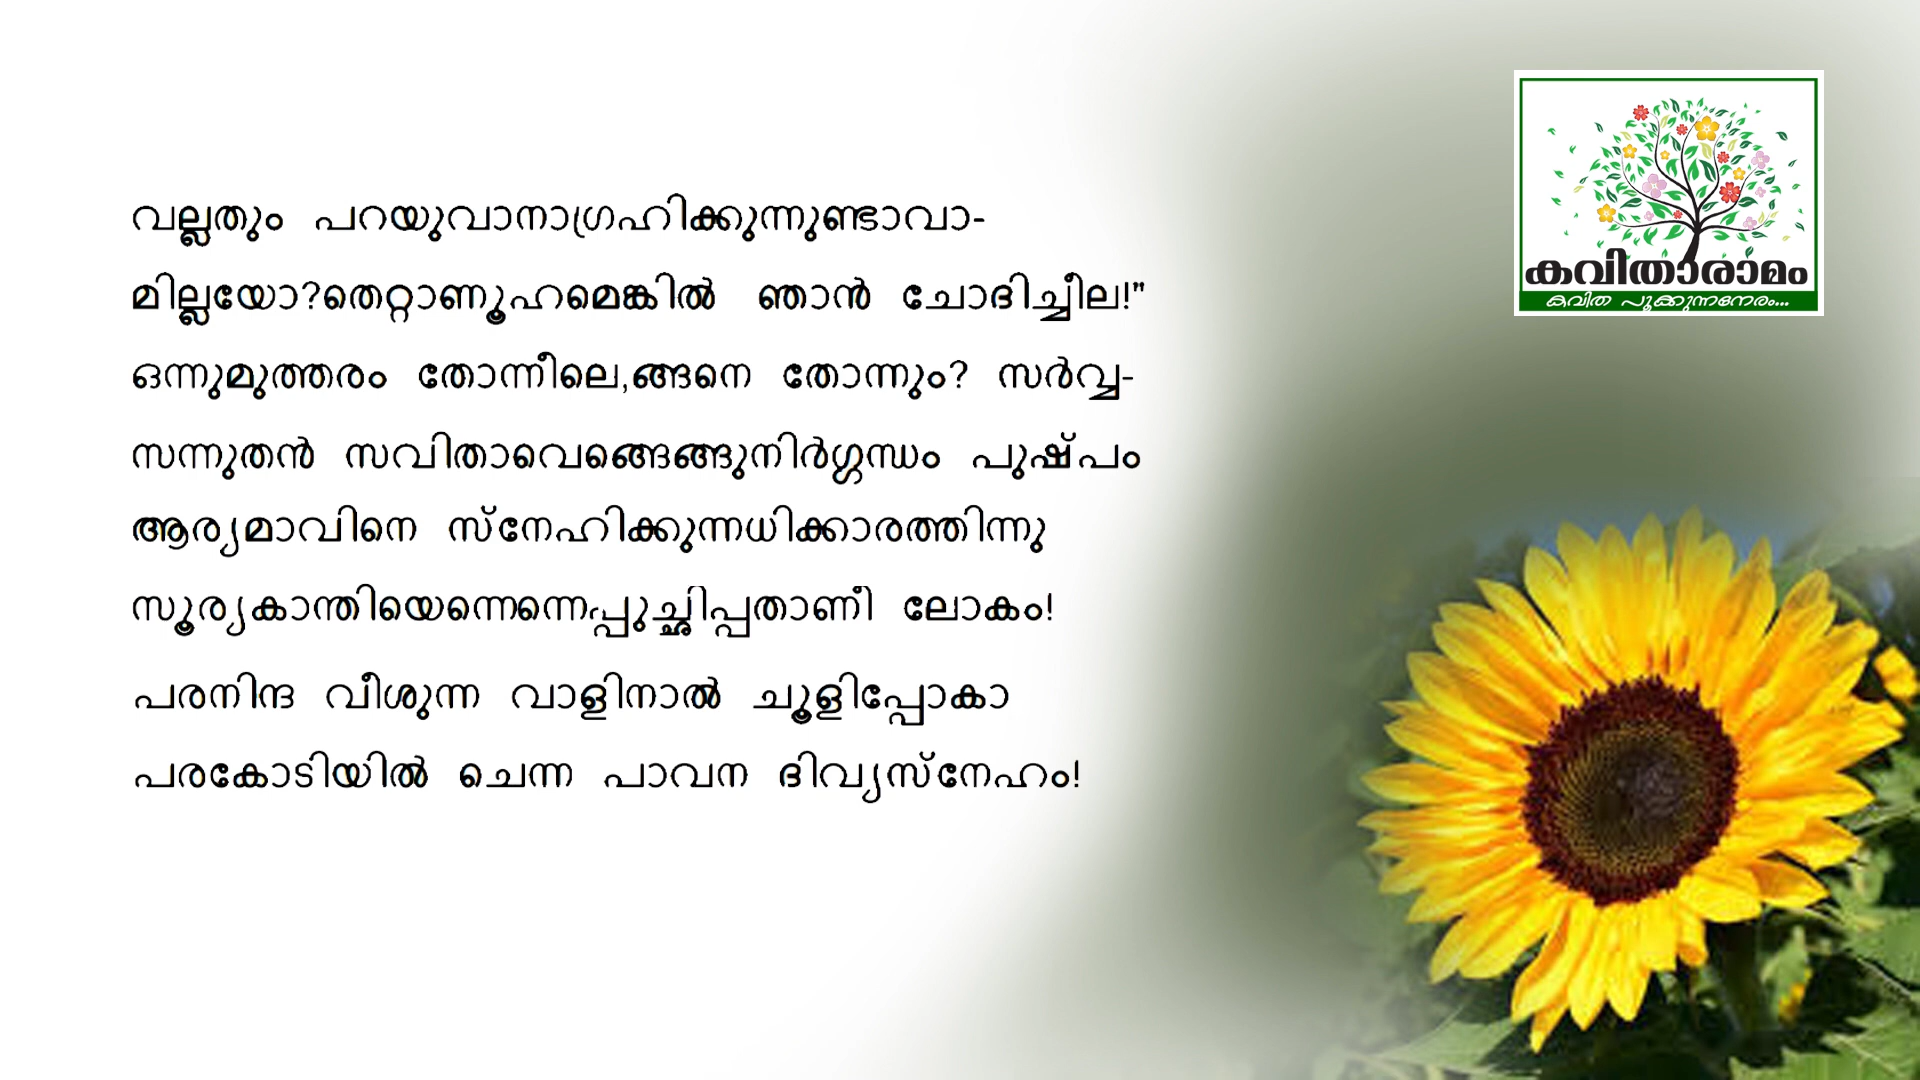 വല്ലതും പറയുവാനാഗ്രഹിക്കുന്നുണ്ടാവാ-
മില്ലയോ?തെറ്റാണൂഹമെങ്കിൽ ഞാൻ ചോദിച്ചീല!"
ഒന്നുമുത്തരം തോന്നീലെ,ങ്ങനെ തോന്നും? സർവ്വ-
സന്നുതൻ സവിതാവെങ്ങെങ്ങുനിർഗ്ഗന്ധം പുഷ്പം
ആര്യമാവിനെ സ്നേഹിക്കുന്നധിക്കാരത്തിന്നു
സൂര്യകാന്തിയെന്നെന്നെപ്പുച്ഛിപ്പതാണീ ലോകം!
പരനിന്ദ വീശുന്ന വാളിനാൽ ചൂളിപ്പോകാ
പരകോടിയിൽ ചെന്ന പാവന ദിവ്യസ്നേഹം!
കവിതാരാമം
കവിത പൂക്കുന്നനേരം...